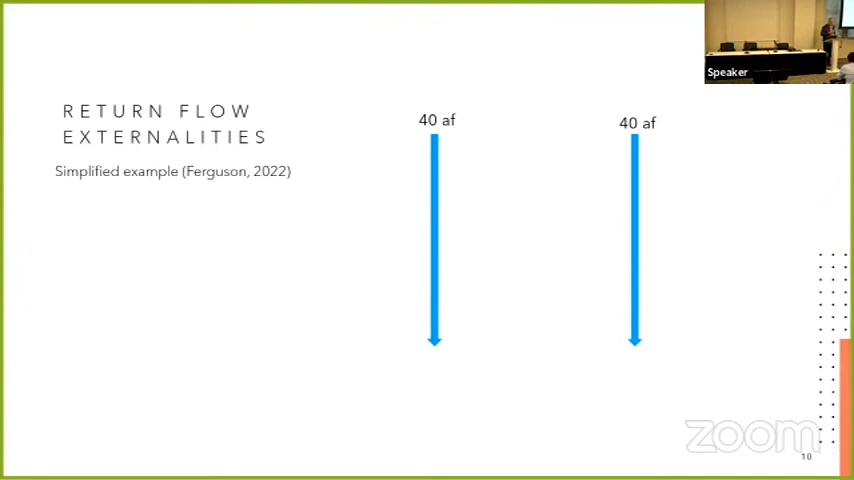 Speaker
RETURN FLOW
EXTERNALITIES
Simplified example (Ferguson, 2022)
40 af
40 af
zoom
10